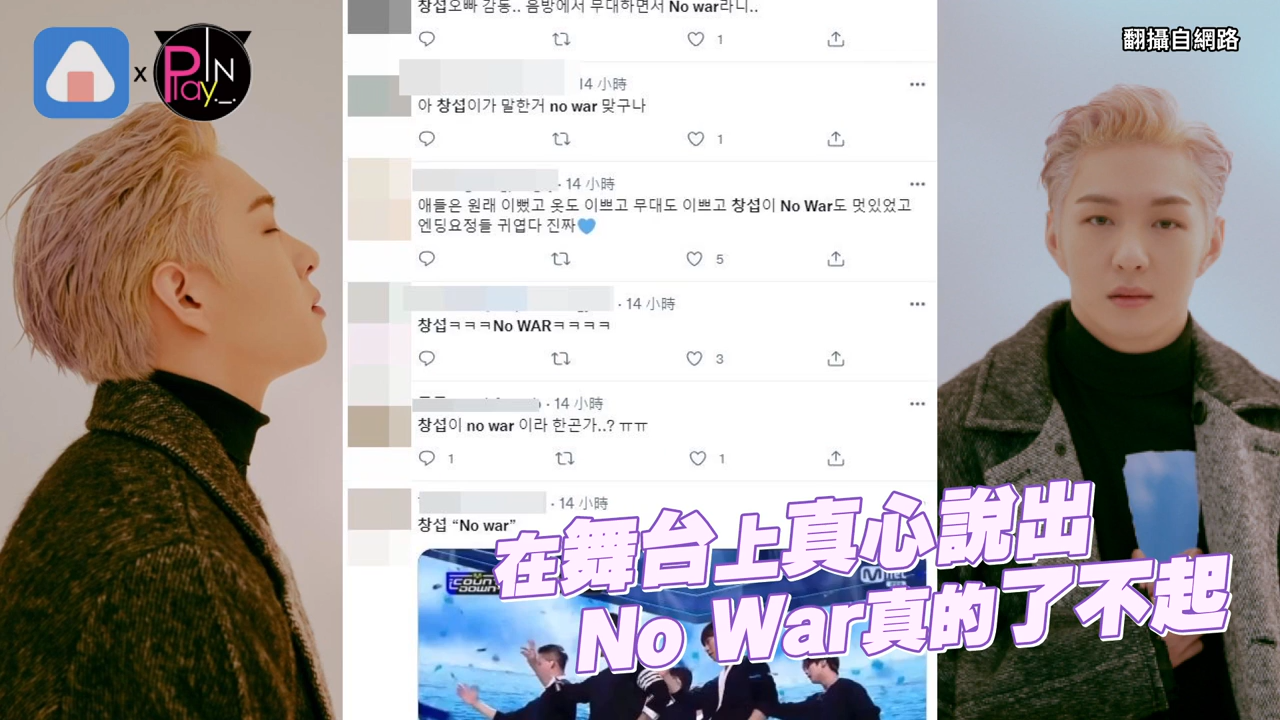 x
PIN
Play._.
翻攝自網路
창섭오빠 감동.. 음방에서 무대하면서 No war라니..
1
14 小時
아 창섭이가 말한거 no war 맞구나
1
· 14 小時
애들은 원래 이뻤고 옷도 이쁘고 무대도 이쁘고 창섭이 No War도 멋있었고
엔딩요정들 귀엽다 진짜💙
5
· 14 小時
창섭ㅋㅋㅋNo WARㅋㅋㅋㅋ
3
· 14 小時
창섭이 no war 이라 한곤가..? ㅠㅠ
1 1
· 14 小時
창섭 “No war”
COUNT
DOWN
在舞台上真心說出
No War真的了不起